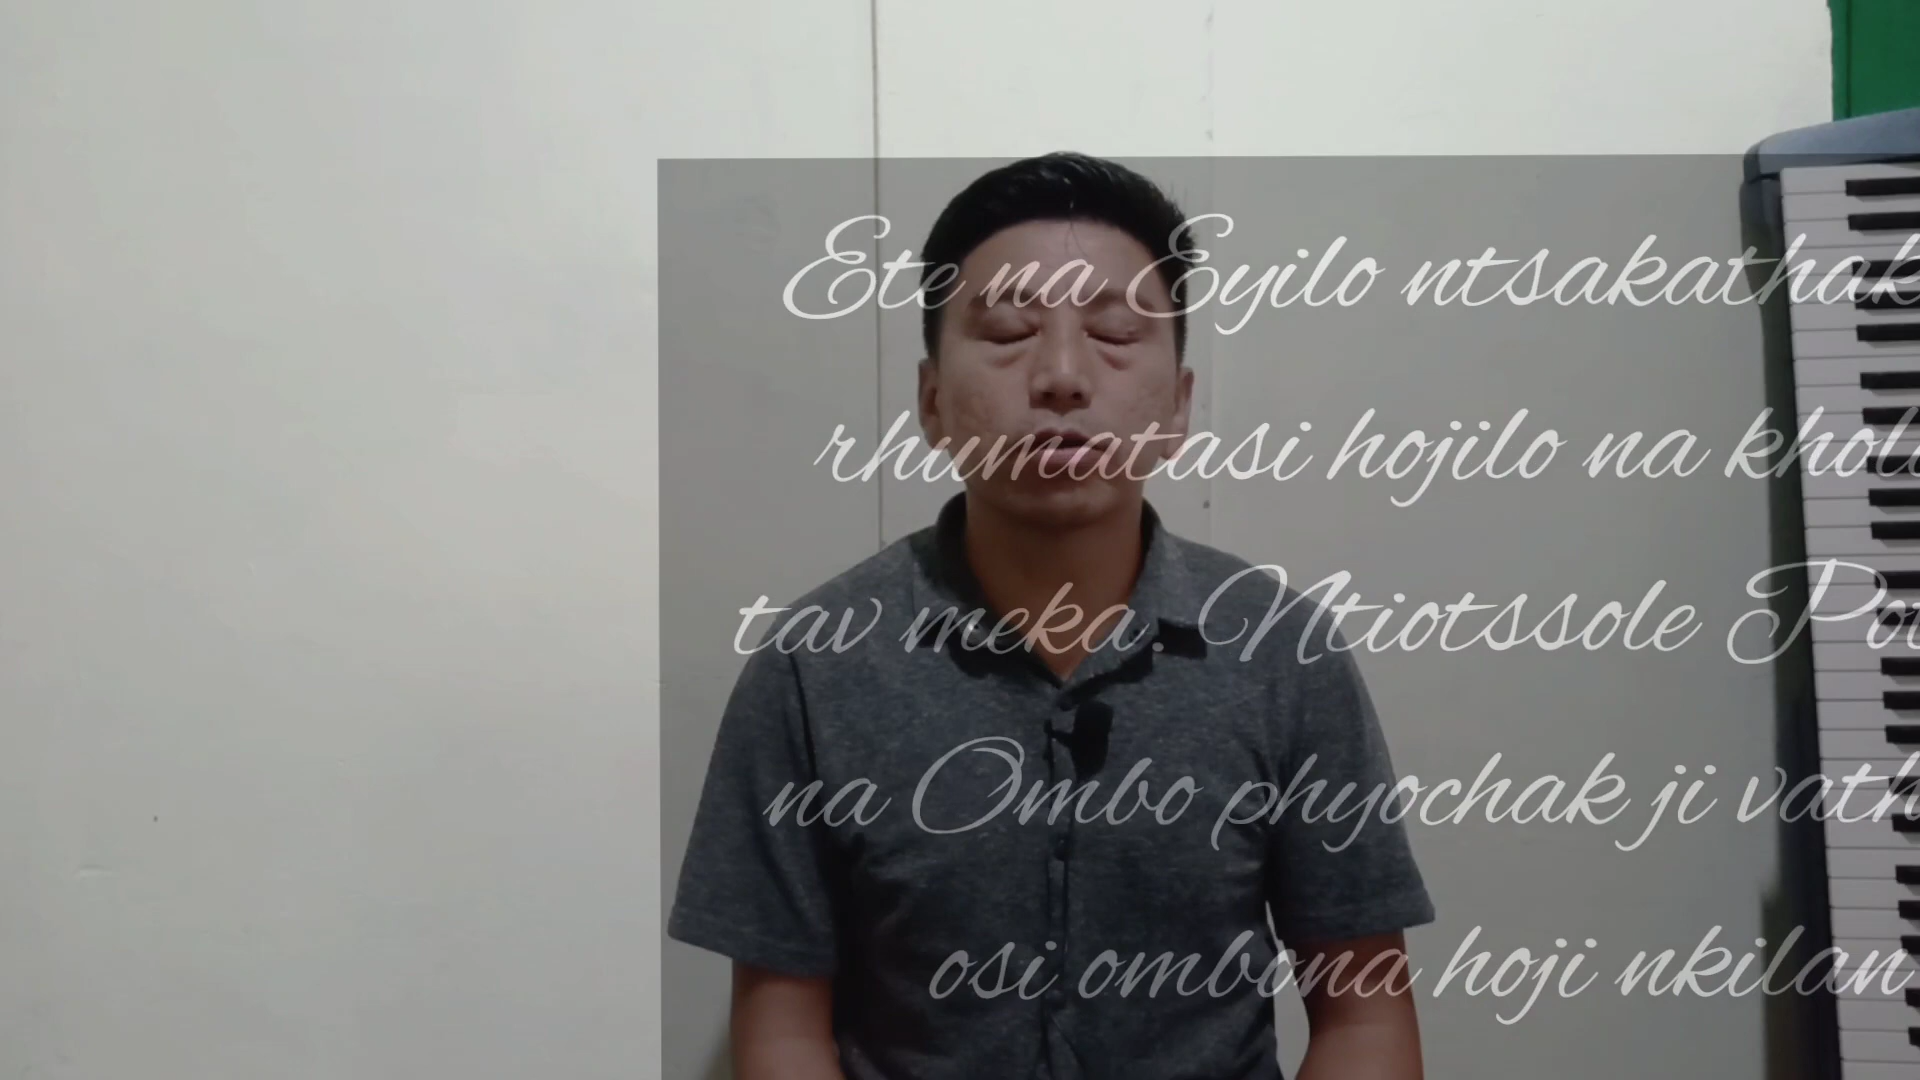 Ete na Eyilo ntsakathak
rhumatasi hojilo na khol
tav meka. Ntiotssole Po
na Ombo phyochak ji vath
osi ombona hoji nkilan